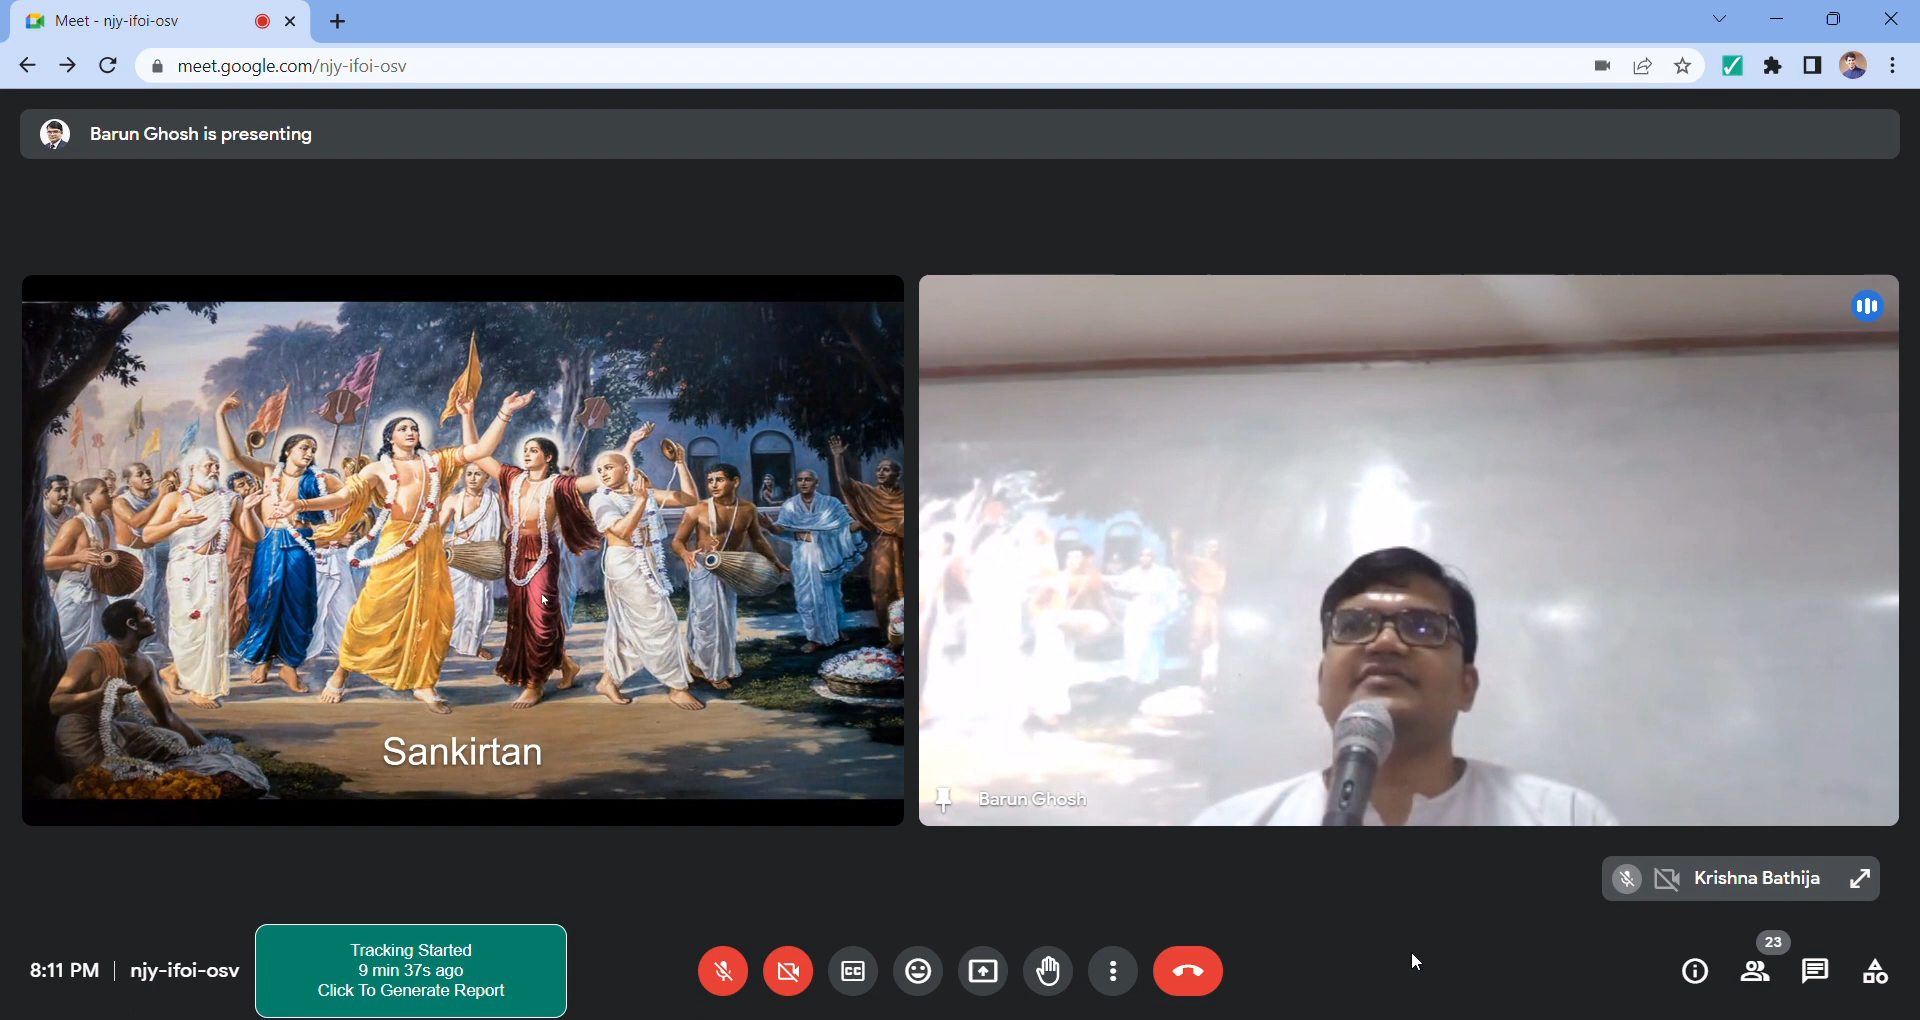 Meet - njy-ifoi-osv
meet.google.com/njy-ifoi-osv
Barun Ghosh is presenting
Sankirtan
Barun Ghosh
Krishna Bathija
8:11 PM | njy-ifoi-osv
Tracking Started
9 min 37s ago
Click To Generate Report
CC
23